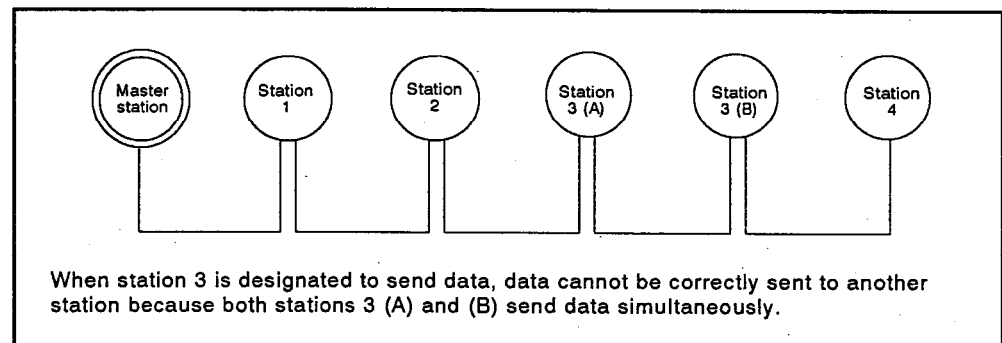 Master
station
Station
1
Station
2
Station
3 (A)
Station
3 (B)
Station
4
When station 3 is designated to send data, data cannot be correctly sent to another
station because both stations 3 (A) and (B) send data simultaneously.